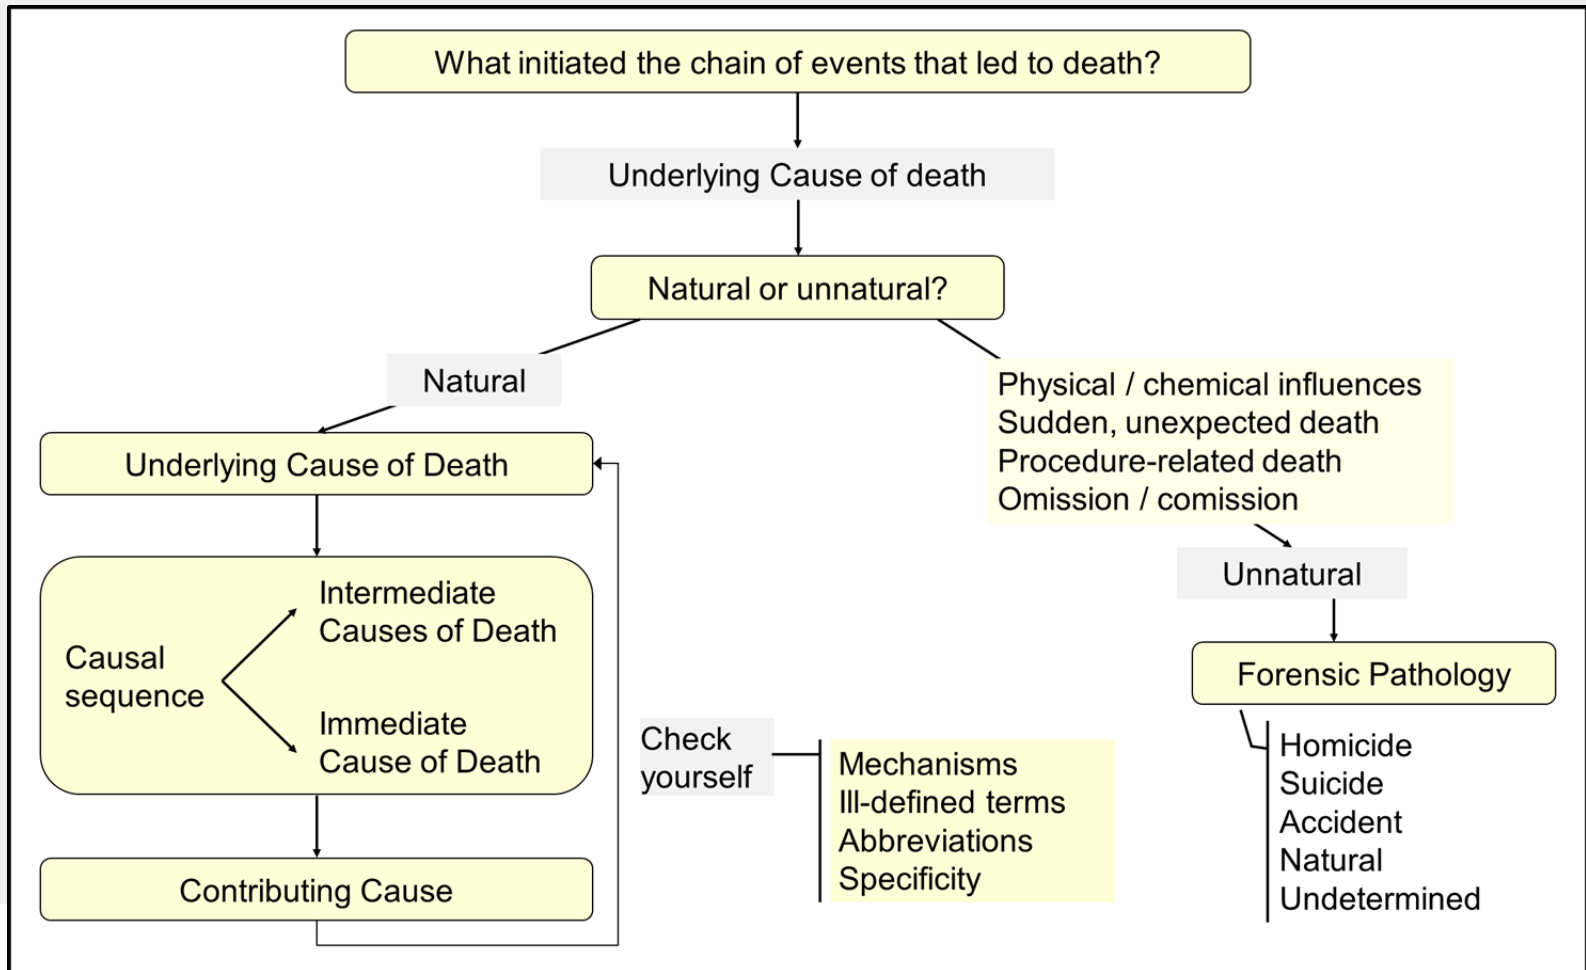 What initiated the chain of events that led to death?
Underlying Cause of death
Natural or unnatural?
Natural
Physical / chemical influences
Sudden, unexpected death
Procedure-related death
Omission / comission
Underlying Cause of Death
Unnatural
Intermediate
Causes of Death
Causal
sequence
Immediate
Cause of Death
Forensic Pathology
Check
yourself
Mechanisms
Ill-defined terms
Abbreviations
Specificity
Homicide
Suicide
Accident
Natural
Undetermined
Contributing Cause